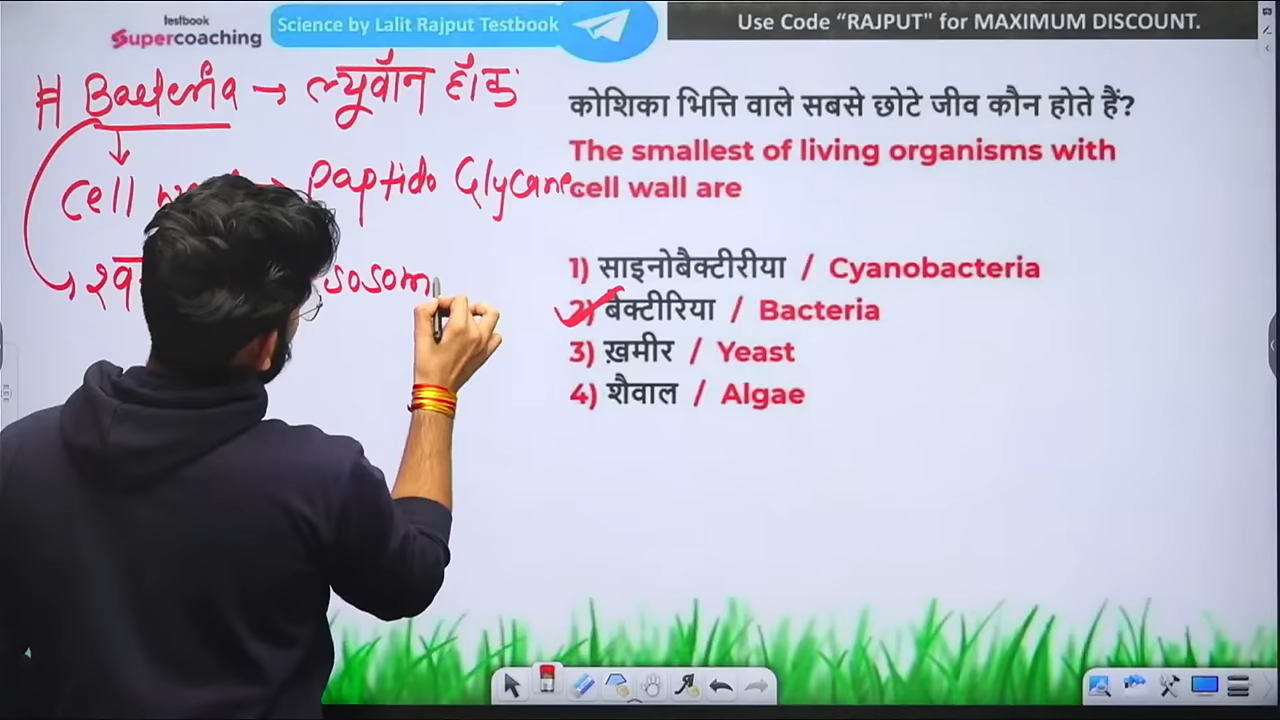 testbook
Supercoaching
Science by Lalit Rajput Testbook
Use Code “RAJPUT" for MAXIMUM DISCOUNT.
# Bacteria → ल्यूवॉन हॉक
Cell → Paptido Glycane
sosom
कोशिका भित्ति वाले सबसे छोटे जीव कौन होते हैं?
The smallest of living organisms with
cell wall are
1) साइनोबैक्टीरीया / Cyanobacteria
2) बैक्टीरिया / Bacteria
3) ख़मीर / Yeast
4) शैवाल / Algae